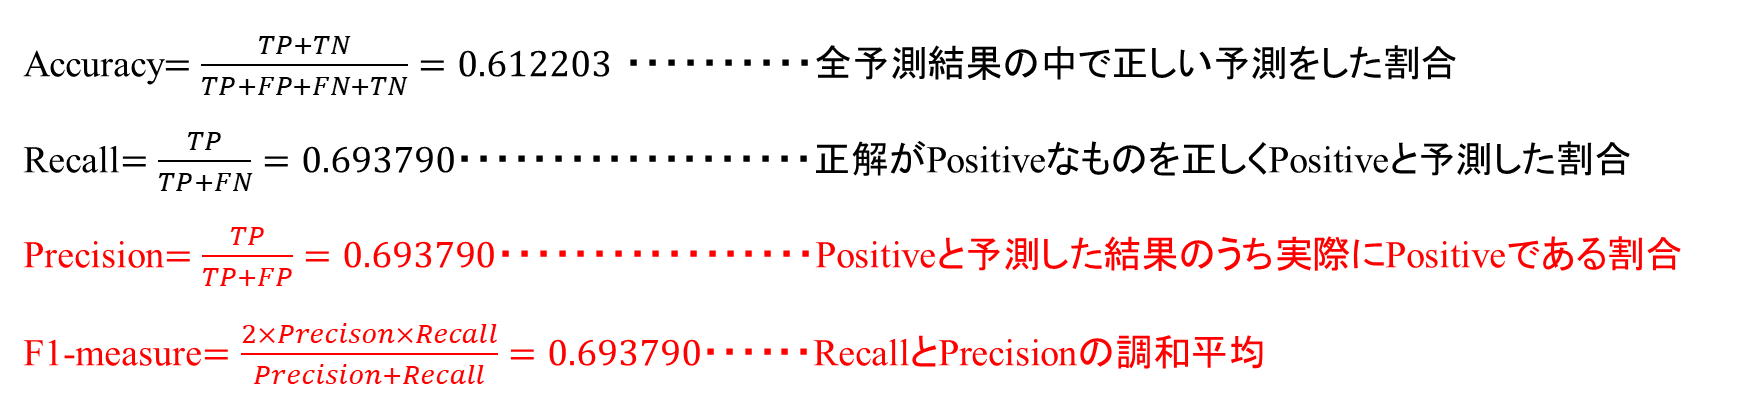 Accuracy= \frac{TP+TN}{TP+FP+FN+TN} = 0.612203 ・・・・・・・・・・全予測結果の中で正しい予測をした割合
Recall= \frac{TP}{TP+FN} = 0.693790・・・・・・・・・・・・・・・・・・・正解がPositiveなものを正しくPositiveと予測した割合
Precision= \frac{TP}{TP+FP} = 0.693790・・・・・・・・・・・・・・・・・Positiveと予測した結果のうち実際にPositiveである割合
F1-measure= \frac{2×Precison×Recall}{Precision+Recall} = 0.693790・・・・・・RecallとPrecisionの調和平均